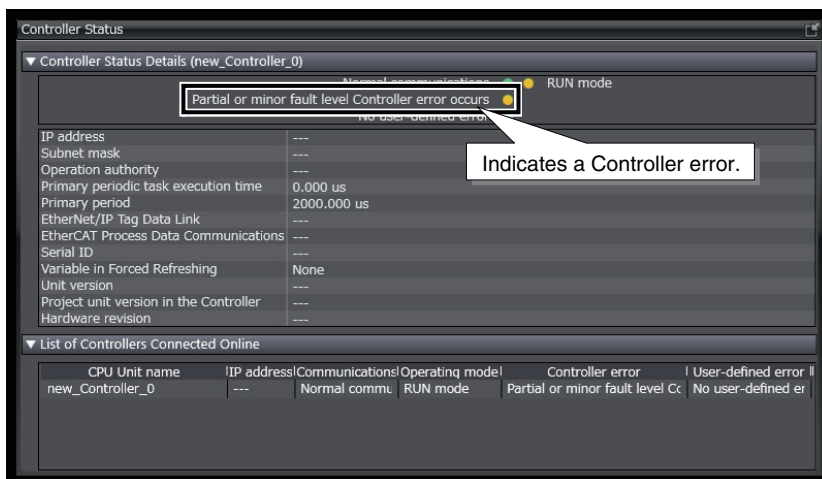 Controller Status
▼ Controller Status Details (new_Controller_0)
Normal communications RUN mode
Partial or minor fault level Controller error occurs
No user-defined error
Indicates a Controller error.
IP address ---
Subnet mask ---
Operation authority ---
Primary periodic task execution time 0.000 us
Primary period 2000.000 us
EtherNet/IP Tag Data Link ---
EtherCAT Process Data Communications ---
Serial ID ---
Variable in Forced Refreshing None
Unit version ---
Project unit version in the Controller ---
Hardware revision ---
▼ List of Controllers Connected Online
CPU Unit name IP address Communications Operating mode Controller error User-defined error
new_Controller_0 --- Normal commu RUN mode Partial or minor fault level Cc No user-defined er